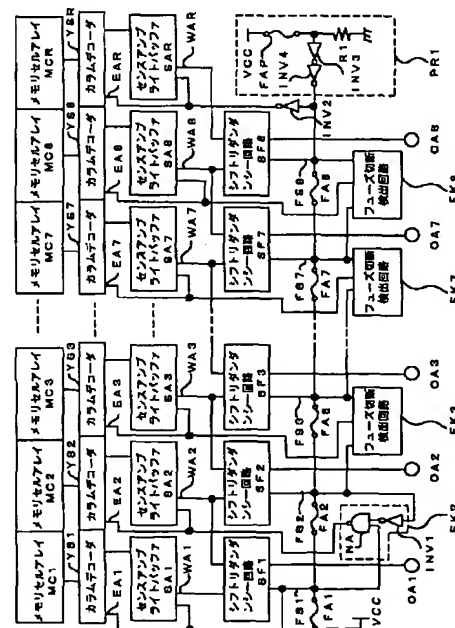 メモリセルアレイ
MC1
メモリセルアレイ
MC2
メモリセルアレイ
MC3
メモリセルアレイ
MC7
メモリセルアレイ
MC8
メモリセルアレイ
MCR
YS1
YS2
YS3
YS7
YS8
YSR
カラムデコーダ
カラムデコーダ
カラムデコーダ
カラムデコーダ
カラムデコーダ
カラムデコーダ
EA1
EA2
EA3
EA7
EA8
EAR
センスアンプ
ライトバッファ
SA1
センスアンプ
ライトバッファ
SA2
センスアンプ
ライトバッファ
SA3
センスアンプ
ライトバッファ
SA7
センスアンプ
ライトバッファ
SA8
センスアンプ
ライトバッファ
SAR
WA1
WA2
WA3
WA7
WA8
WAR
シフトリダンダ
ンシー回路
SF1
シフトリダンダ
ンシー回路
SF2
シフトリダンダ
ンシー回路
SF3
シフトリダンダ
ンシー回路
SF7
シフトリダンダ
ンシー回路
SF8
FS1
FS2
FS3
FS7
FS8
INV2
FA1
FA2
FA3
FA7
FA8
VCC
FAP
INV4
R1
INV3
PR1
VCC
INA
INV1
フューズ切断
検出回路
フューズ切断
検出回路
フューズ切断
検出回路
OA1
OA2
OA3
OA7
OA8
FK2
FK3
FK7
FK8